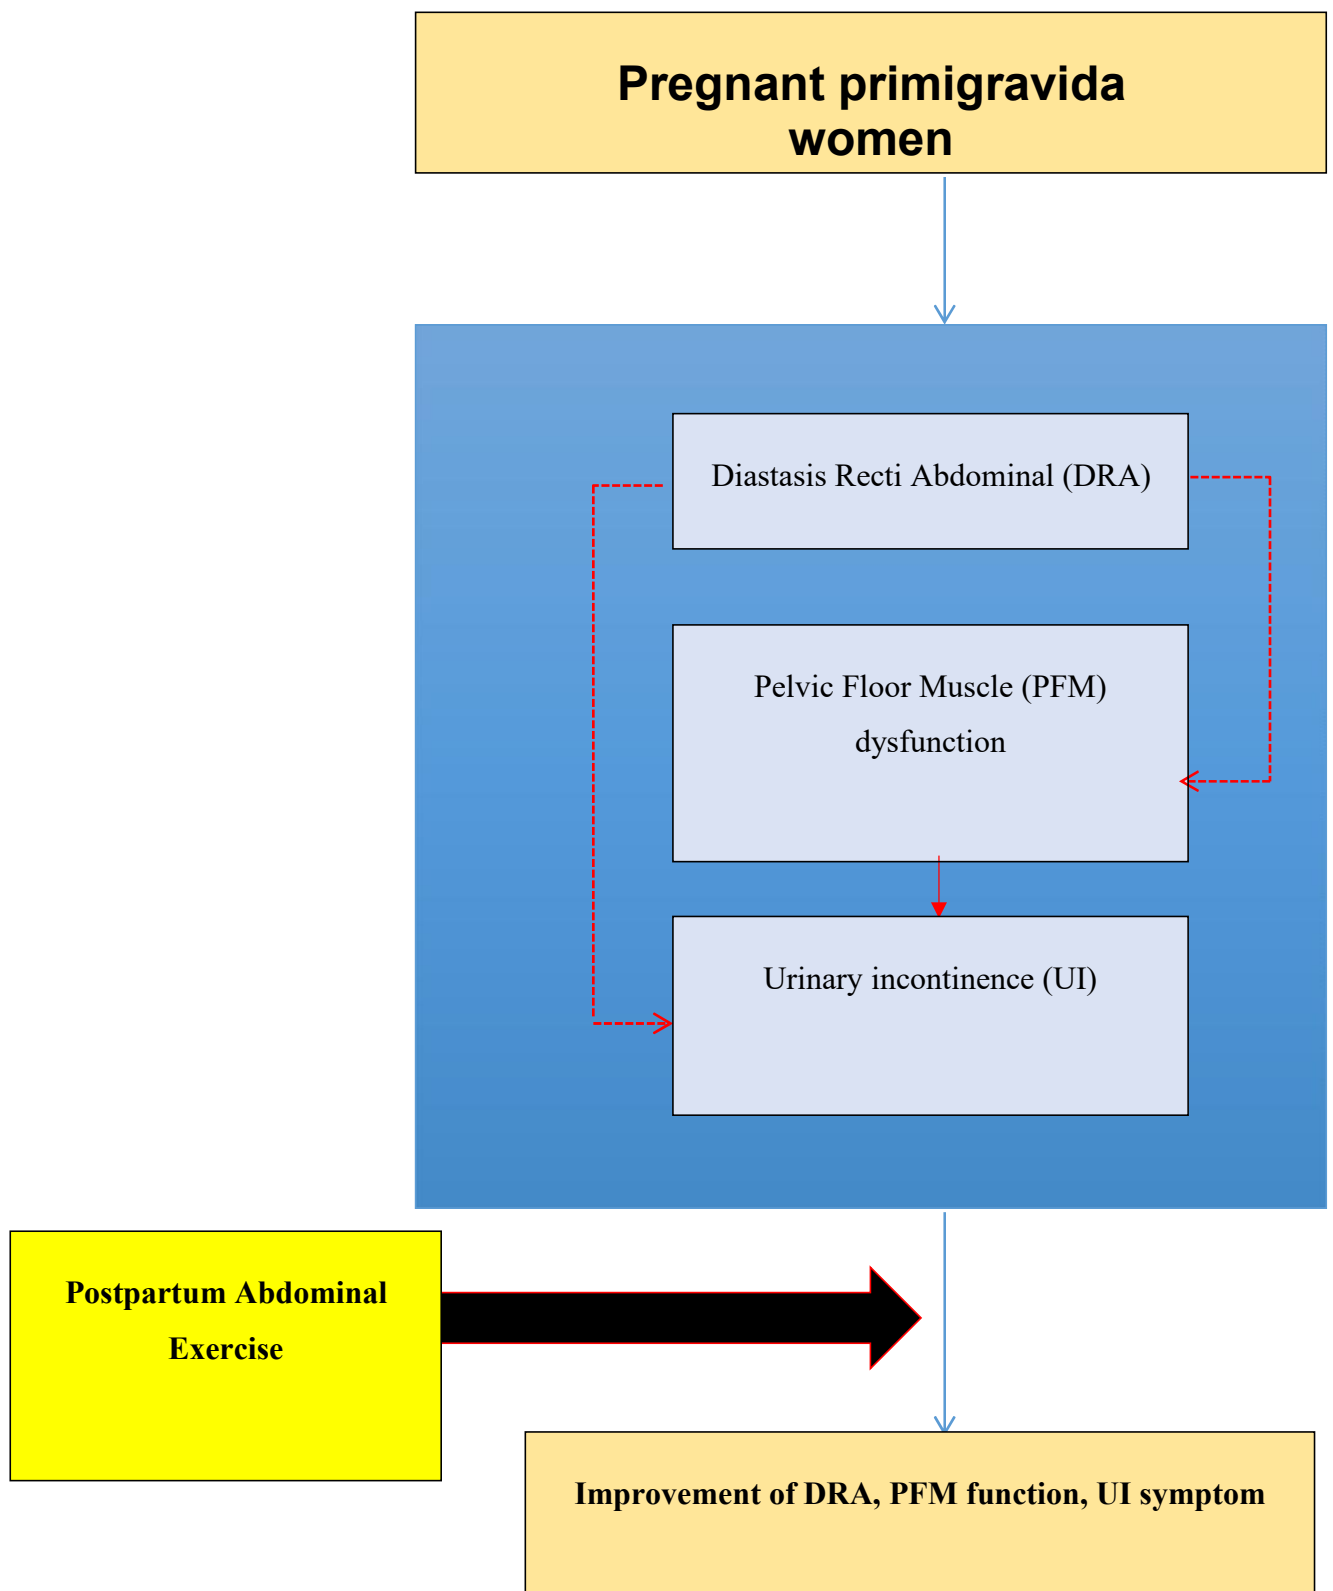 Pregnant primigravida
women
Diastasis Recti Abdominal (DRA)
Pelvic Floor Muscle (PFM)
dysfunction
Urinary incontinence (UI)
Postpartum Abdominal
Exercise
Improvement of DRA, PFM function, UI symptom